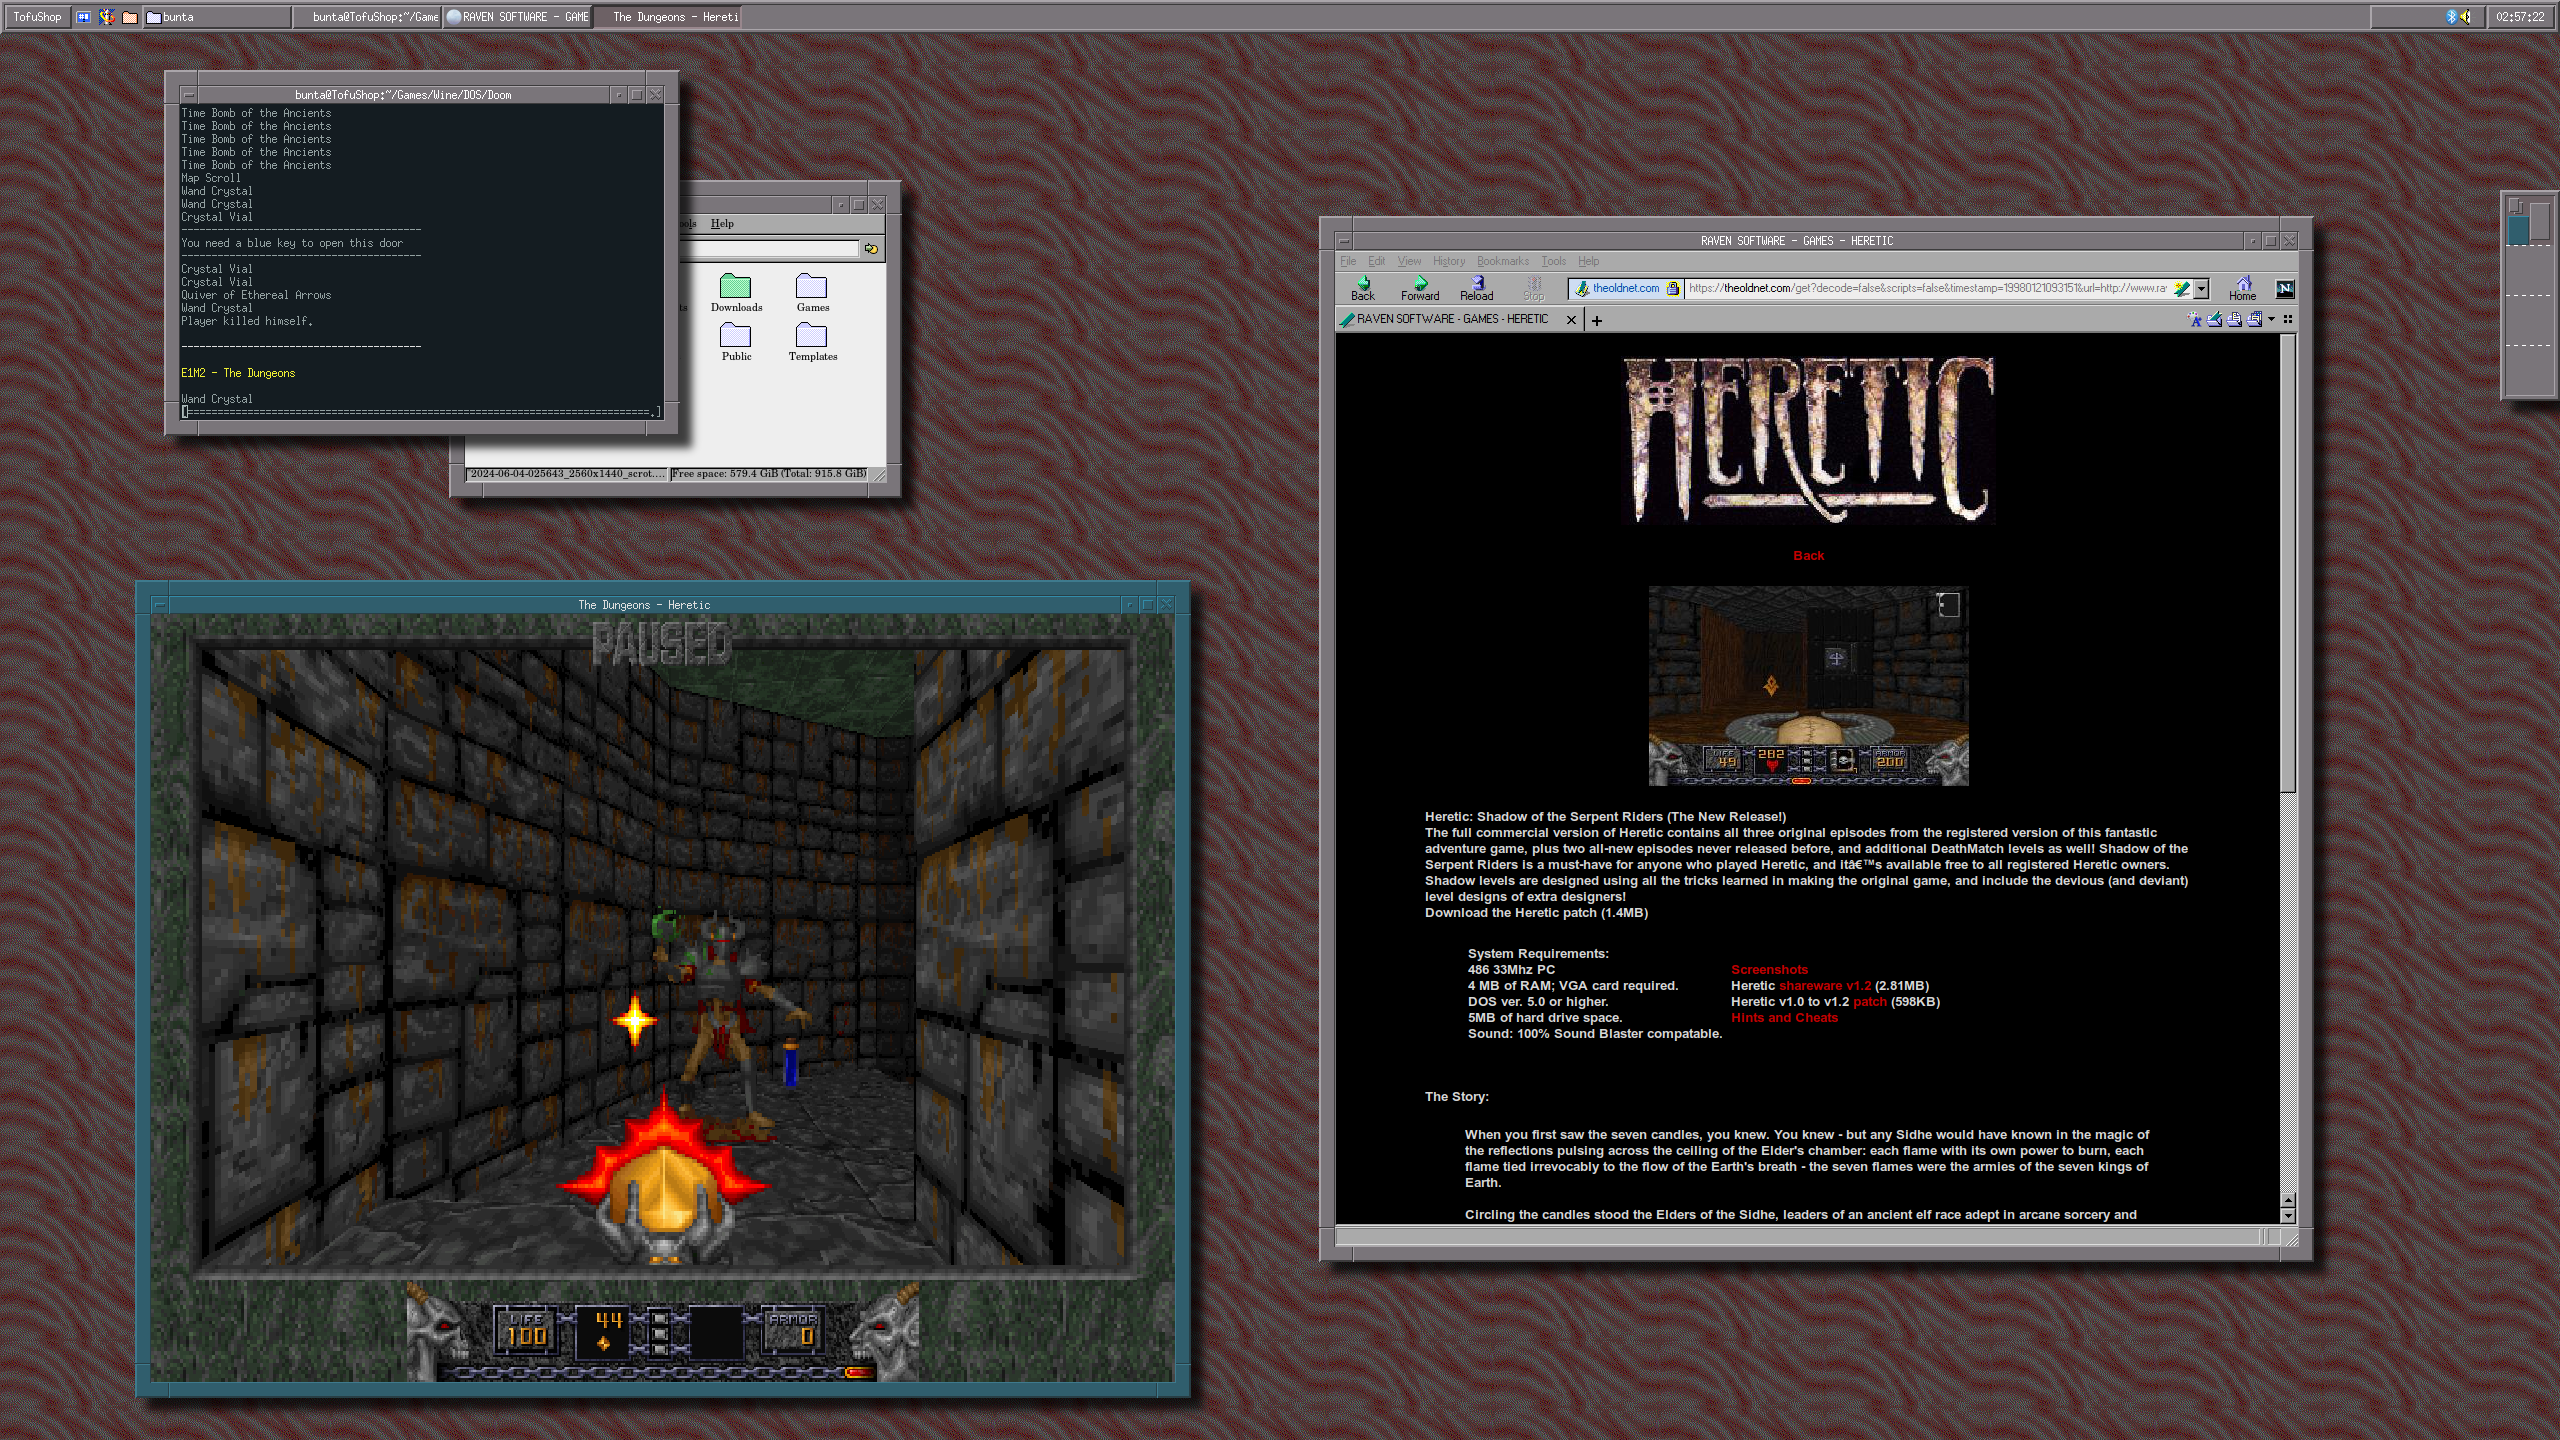 TofuShop
bunta
bunta@TofuShop:~/Game
RAVEN SOFTWARE - GAME
The Dungeons - Hereti
02:57:22
bunta@TofuShop:~/Games/Wine/DOS/Doom
Time Bomb of the Ancients
Time Bomb of the Ancients
Time Bomb of the Ancients
Time Bomb of the Ancients
Time Bomb of the Ancients
Map Scroll
Wand Crystal
Wand Crystal
Crystal Vial
----------------------------------------
You need a blue key to open this door
----------------------------------------
Crystal Vial
Crystal Vial
Quiver of Ethereal Arrows
Wand Crystal
Player killed himself.
----------------------------------------
E1M2 - The Dungeons
Wand Crystal
ools Help
ts
Downloads
Games
Public
Templates
2024-06-04-025643_2560x1440_scrot....
Free space: 579.4 GiB (Total: 915.8 GiB)
The Dungeons - Heretic
PAUSED
LIFE
100
44
ARMOR
0
RAVEN SOFTWARE - GAMES - HERETIC
File Edit View History Bookmarks Tools Help
Back Forward Reload Stop
theoldnet.com
https://theoldnet.com/get?decode=false&scripts=false&timestamp=19980121093151&url=http://www.ra
Home
N
RAVEN SOFTWARE - GAMES - HERETIC
HERETIC
Back
LIFE
49
282
ARMOR
200
Heretic: Shadow of the Serpent Riders (The New Release!)
The full commercial version of Heretic contains all three original episodes from the registered version of this fantastic
adventure game, plus two all-new episodes never released before, and additional DeathMatch levels as well! Shadow of the
Serpent Riders is a must-have for anyone who played Heretic, and itâ€™s available free to all registered Heretic owners.
Shadow levels are designed using all the tricks learned in making the original game, and include the devious (and deviant)
level designs of extra designers!
Download the Heretic patch (1.4MB)
System Requirements:
486 33Mhz PC
4 MB of RAM; VGA card required.
DOS ver. 5.0 or higher.
5MB of hard drive space.
Sound: 100% Sound Blaster compatable.
Screenshots
Heretic shareware v1.2 (2.81MB)
Heretic v1.0 to v1.2 patch (598KB)
Hints and Cheats
The Story:
When you first saw the seven candles, you knew. You knew - but any Sidhe would have known in the magic of
the reflections pulsing across the ceiling of the Elder's chamber: each flame with its own power to burn, each
flame tied irrevocably to the flow of the Earth's breath - the seven flames were the armies of the seven kings of
Earth.
Circling the candles stood the Elders of the Sidhe, leaders of an ancient elf race adept in arcane sorcery and